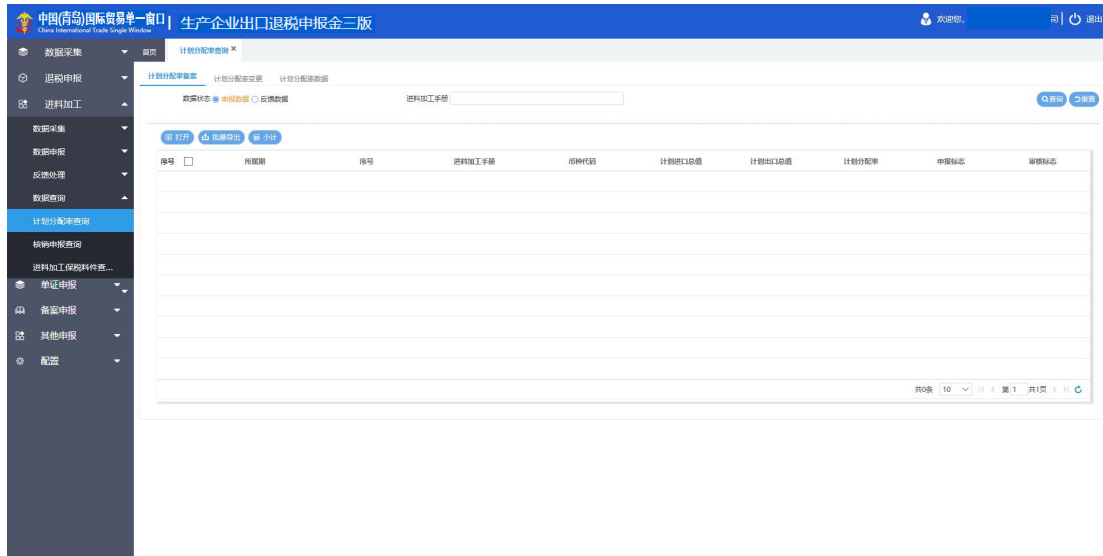 中国(青岛)国际贸易单一窗口 | 生产企业出口退税申报金三版 欢迎您, 司 | 退出
China International Trade Single Window
数据采集 首页 计划分配率查询 ×
退税申报 计划分配率备案 计划分配率变更 计划分配率数据
进料加工 数据状态 申报数据 反馈数据 进料加工手册 查询 重置
数据采集
打开 批量导出 小计
数据申报
序号 所属期 序号 进料加工手册 币种代码 计划进口总值 计划出口总值 计划分配率 申报标志 审核标志
反馈处理
数据查询
计划分配率查询
核销申报查询
进料加工保税料件查...
单证申报
备案申报
其他申报
配置
共0条 10 第 1 共1页